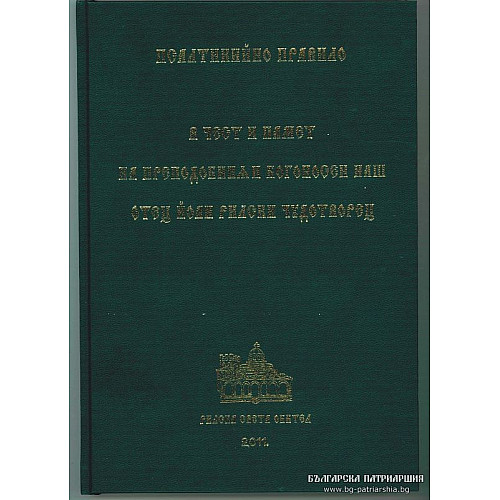 ПСАЛТИКИЙНО ПРАВИЛО
В ЧЕСТ И ПАМЕТ
НА ПРЕПОДОБНИЯ И БОГОНОСЕН НАШ
ОТЕЦ ЙОАН РИЛСКИ ЧУДОТВОРЕЦ
РИЛСКА СВЕТА ОБИТЕЛ
2011
БЪЛГАРСКА ПАТРИАРШИЯ
www.bg-patriarshia.bg